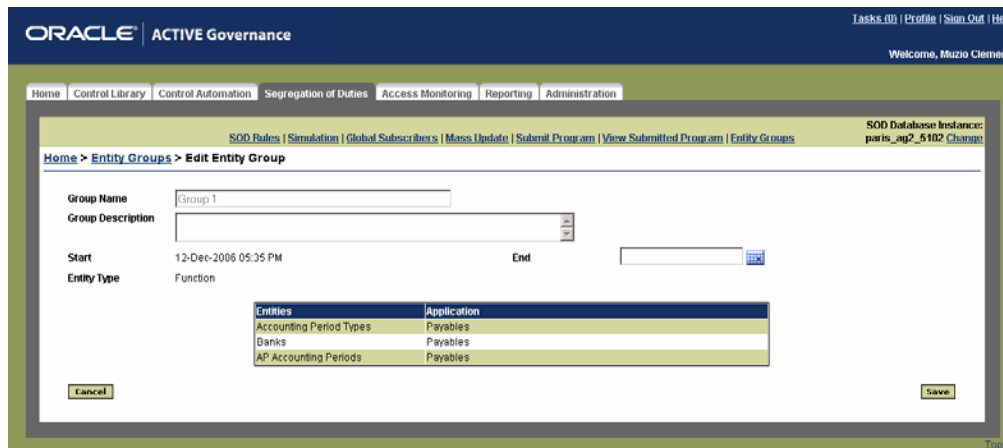 Tasks (0) | Profile | Sign Out | He
ORACLE | ACTIVE Governance
Welcome, Muzio Cleme
Home Control Library Control Automation Segregation of Duties Access Monitoring Reporting Administration
SOD Database Instance:
SOD Rules | Simulation | Global Subscribers | Mass Update | Submit Program | View Submitted Program | Entity Groups paris_ag2_5102 Change
Home > Entity Groups > Edit Entity Group
Group Name Group 1
Group Description
Start 12-Dec-2006 05:35 PM End
Entity Type Function
Entities Application
Accounting Period Types Payables
Banks Payables
AP Accounting Periods Payables
Cancel Save
Top